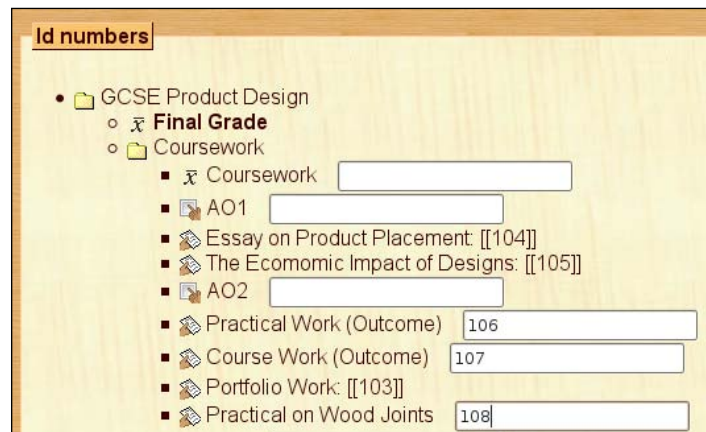 Id numbers
GCSE Product Design
x̄ Final Grade
Coursework
x̄ Coursework
AO1
Essay on Product Placement: [[104]]
The Ecomomic Impact of Designs: [[105]]
AO2
Practical Work (Outcome) 106
Course Work (Outcome) 107
Portfolio Work: [[103]]
Practical on Wood Joints 108